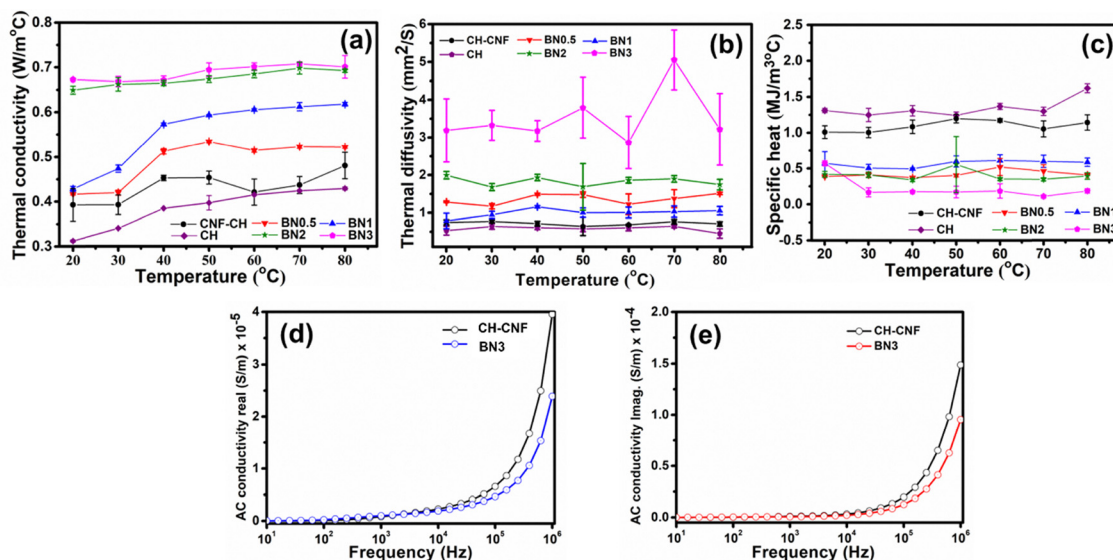 (a)
Thermal conductivity (W/m°C)
0.8
0.7
0.6
0.5
0.4
0.3
CNF-CH
BN0.5
BN1
CH
BN2
BN3
20 30 40 50 60 70 80
Temperature (°C)
(b)
Thermal diffusivity (mm²/S)
6
5
4
3
2
1
CH-CNF
BN0.5
BN1
CH
BN2
BN3
20 30 40 50 60 70 80
Temperature (°C)
(c)
Specific heat (MJ/m³°C)
2.5
2.0
1.5
1.0
0.5
0.0
-0.5
CH-CNF
BN0.5
BN1
CH
BN2
BN3
20 30 40 50 60 70 80
Temperature (°C)
(d)
AC conductivity real (S/m) x 10⁻⁵
4
3
2
1
0
CH-CNF
BN3
10¹ 10² 10³ 10⁴ 10⁵ 10⁶
Frequency (Hz)
(e)
AC conductivity Imag. (S/m) x 10⁻⁴
2.0
1.5
1.0
0.5
0.0
CH-CNF
BN3
10¹ 10² 10³ 10⁴ 10⁵ 10⁶
Frequency (Hz)